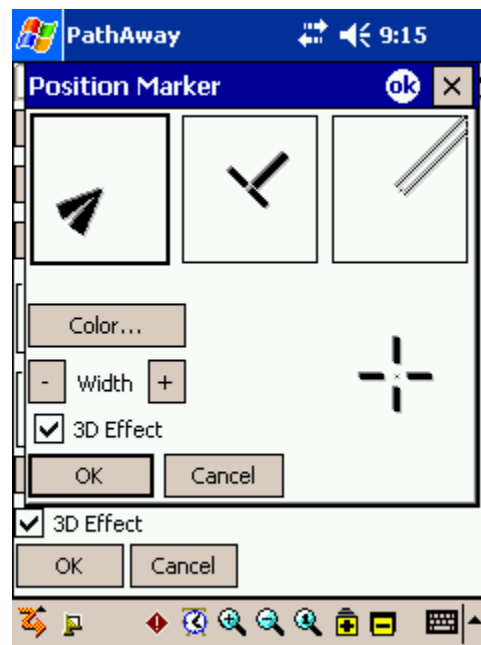 PathAway 9:15
Position Marker ok
Color...
- Width +
3D Effect
OK Cancel
3D Effect
OK Cancel